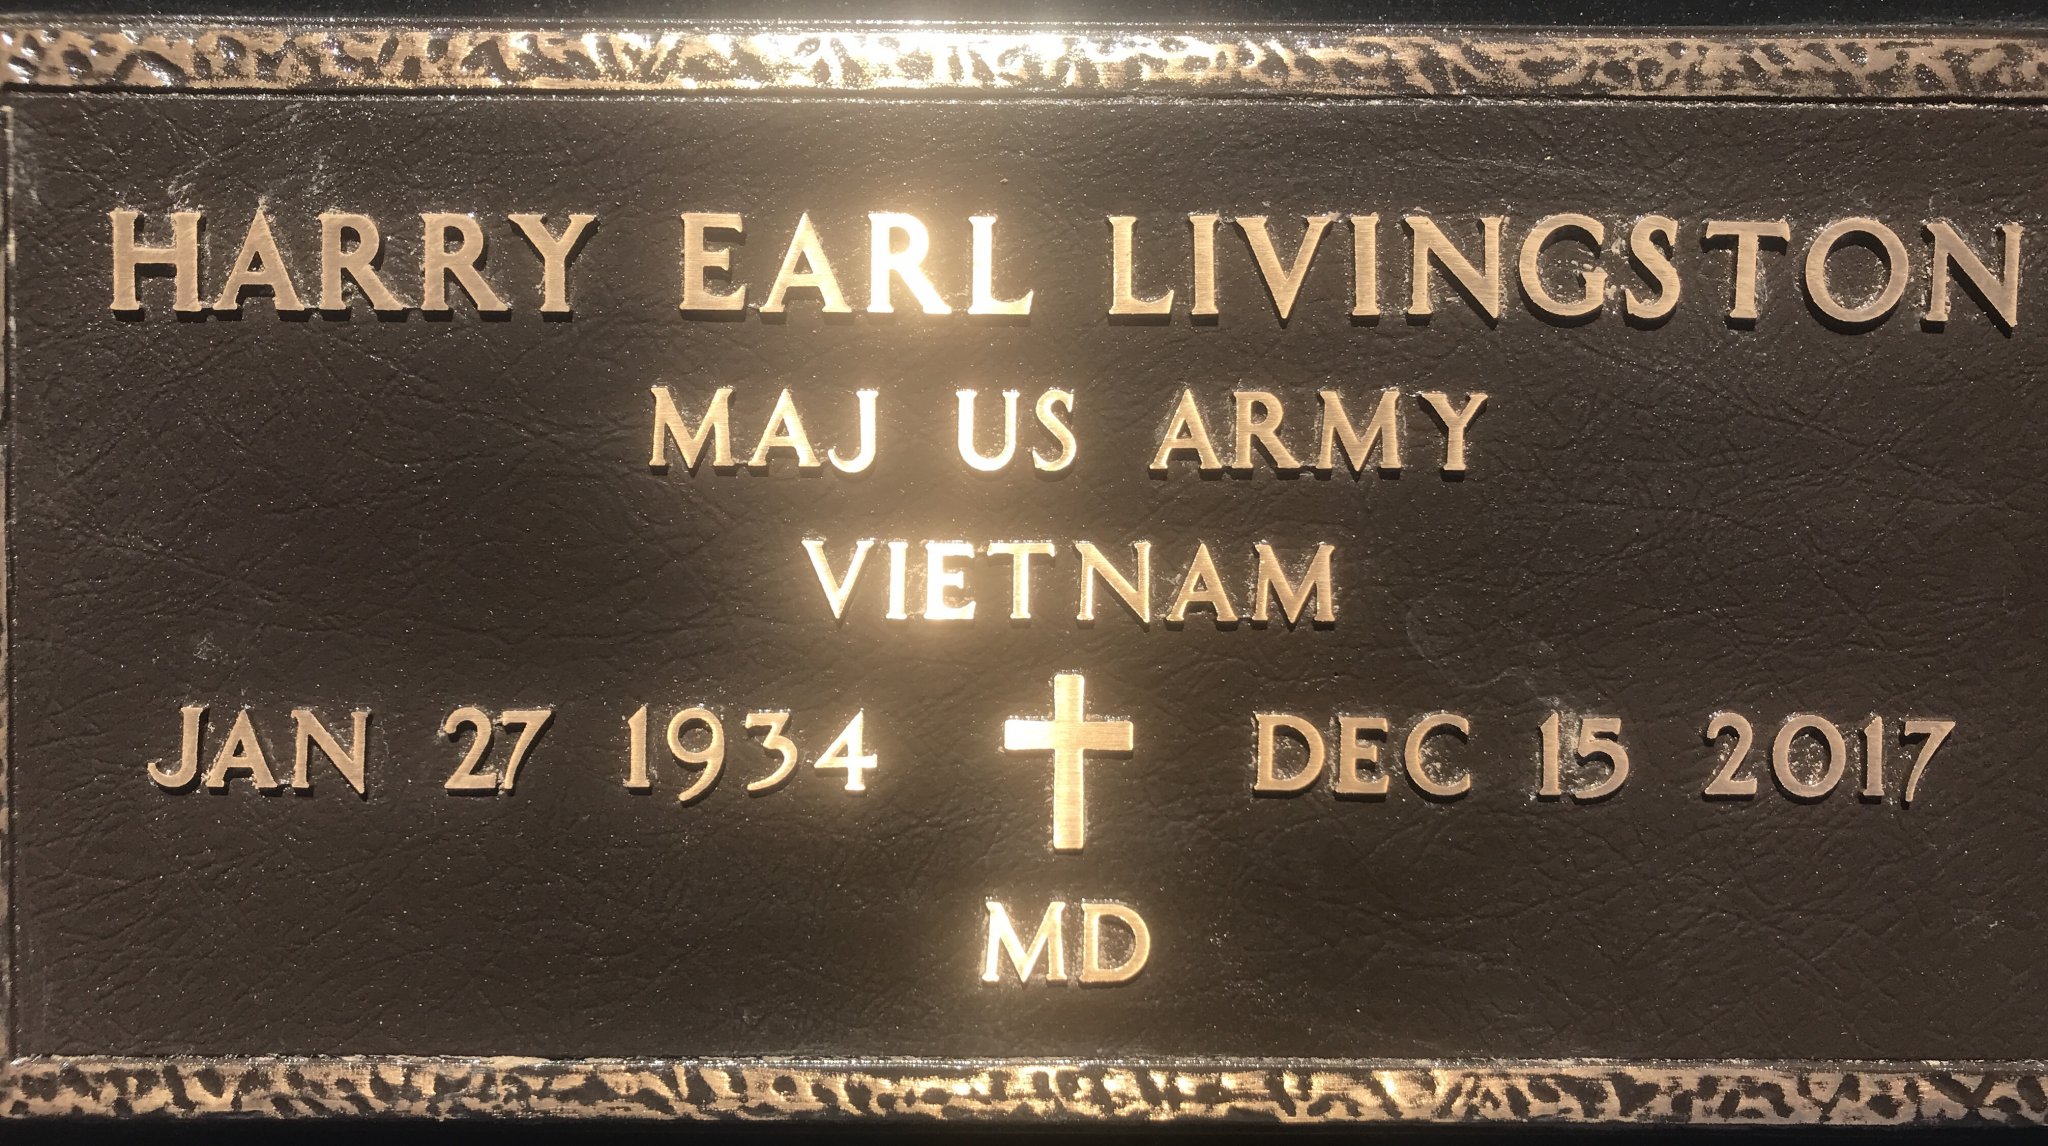 HARRY EARL LIVINGSTON
MAJ US ARMY
VIETNAM
JAN 27 1934 DEC 15 2017
MD